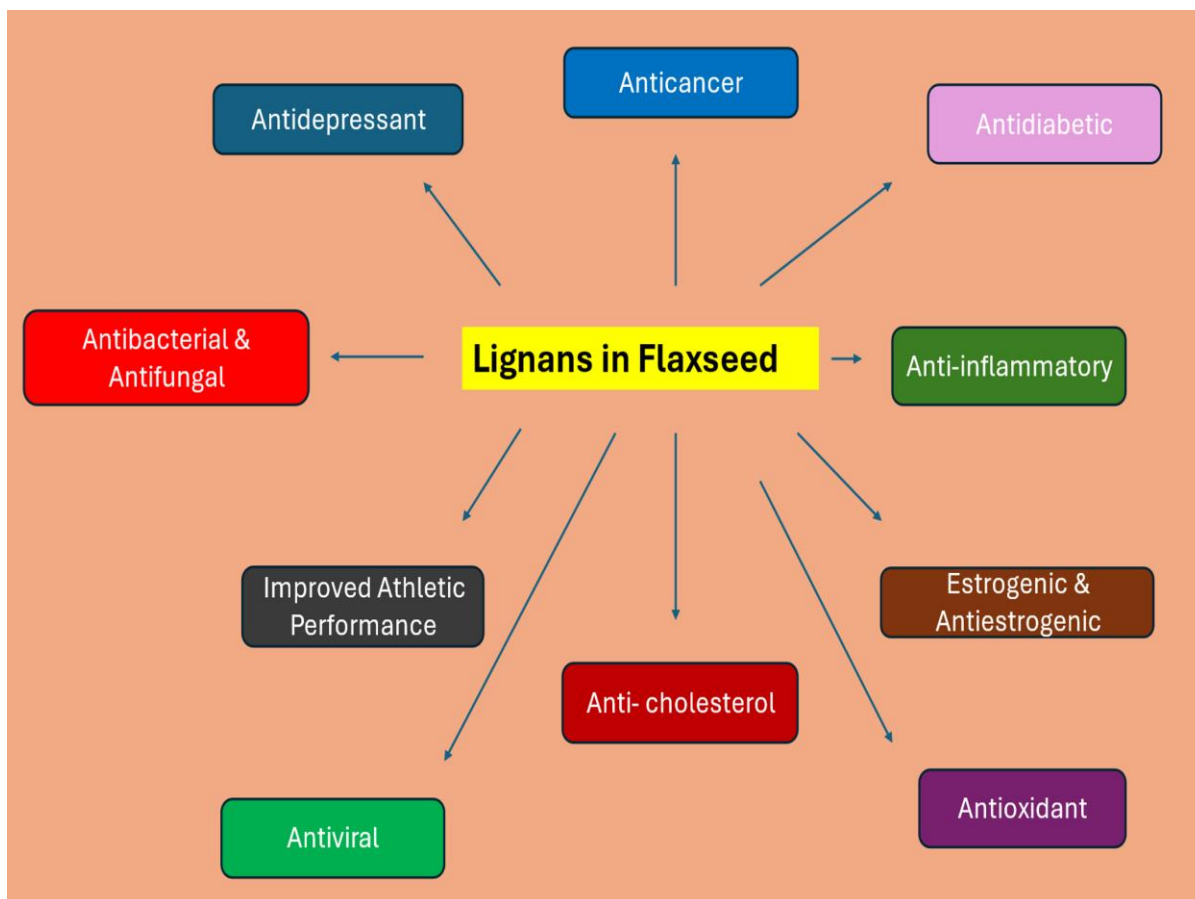 Anticancer
Antidepressant
Antidiabetic
Antibacterial &
Antifungal
Lignans in Flaxseed
Anti-inflammatory
Improved Athletic
Performance
Estrogenic &
Antiestrogenic
Anti- cholesterol
Antiviral
Antioxidant